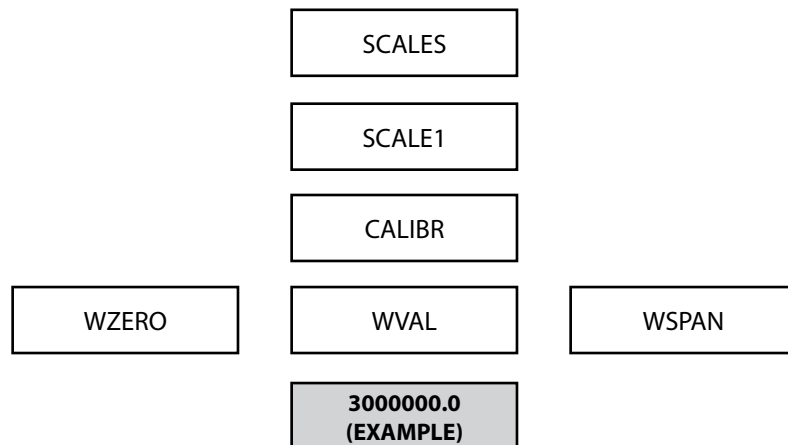 SCALES
SCALE1
CALIBR
WZERO
WVAL
WSPAN
3000000.0
(EXAMPLE)